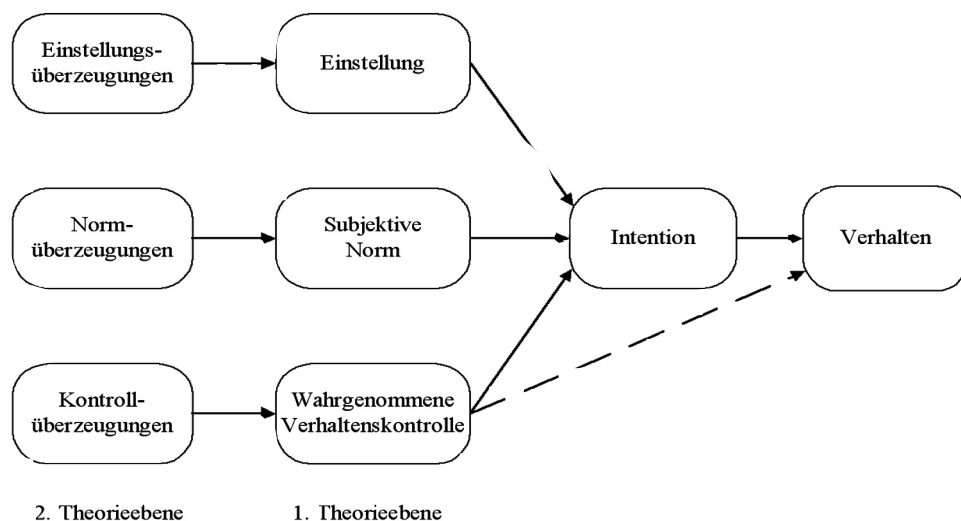 Einstellungs-
überzeugungen
Einstellung
Norm-
überzeugungen
Subjektive
Norm
Intention
Verhalten
Kontroll-
überzeugungen
Wahrgenommene
Verhaltenskontrolle
2. Theorieebene
1. Theorieebene